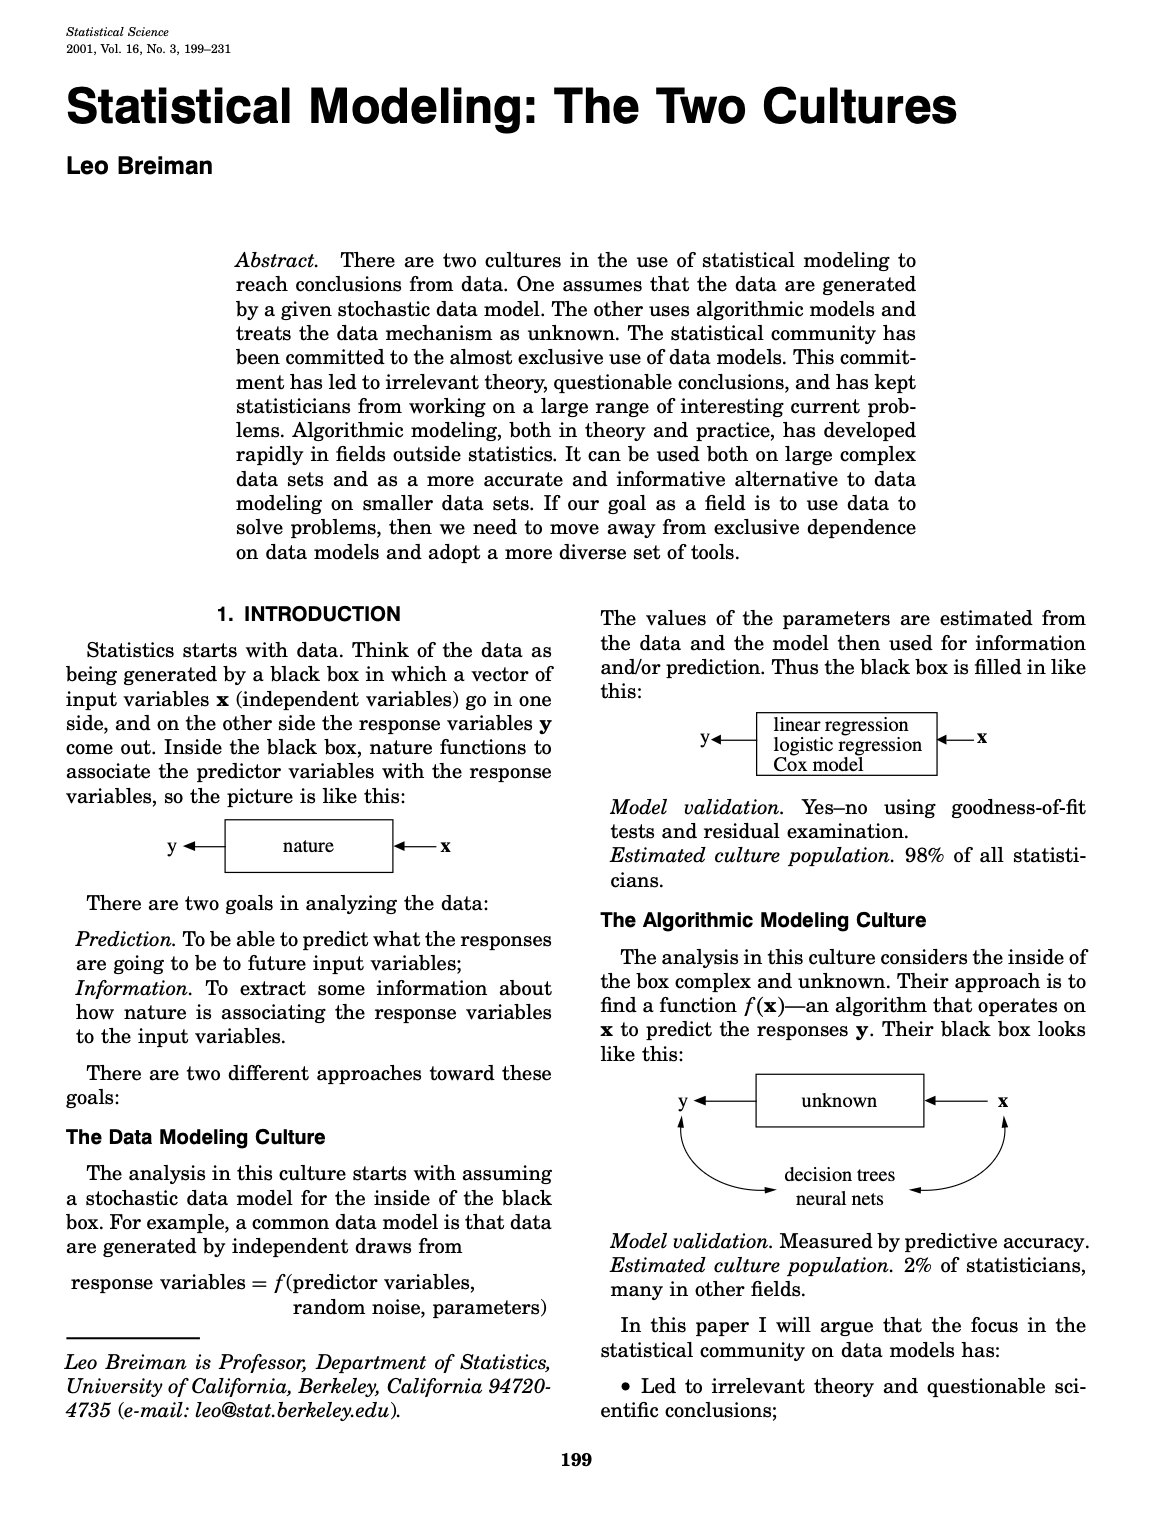 Statistical Science
2001, Vol. 16, No. 3, 199–231
Statistical Modeling: The Two Cultures
Leo Breiman
Abstract. There are two cultures in the use of statistical modeling to
reach conclusions from data. One assumes that the data are generated
by a given stochastic data model. The other uses algorithmic models and
treats the data mechanism as unknown. The statistical community has
been committed to the almost exclusive use of data models. This commit-
ment has led to irrelevant theory, questionable conclusions, and has kept
statisticians from working on a large range of interesting current prob-
lems. Algorithmic modeling, both in theory and practice, has developed
rapidly in fields outside statistics. It can be used both on large complex
data sets and as a more accurate and informative alternative to data
modeling on smaller data sets. If our goal as a field is to use data to
solve problems, then we need to move away from exclusive dependence
on data models and adopt a more diverse set of tools.
1. INTRODUCTION
Statistics starts with data. Think of the data as
being generated by a black box in which a vector of
input variables x (independent variables) go in one
side, and on the other side the response variables y
come out. Inside the black box, nature functions to
associate the predictor variables with the response
variables, so the picture is like this:
y nature x
There are two goals in analyzing the data:
Prediction. To be able to predict what the responses
are going to be to future input variables;
Information. To extract some information about
how nature is associating the response variables
to the input variables.
There are two different approaches toward these
goals:
The Data Modeling Culture
The analysis in this culture starts with assuming
a stochastic data model for the inside of the black
box. For example, a common data model is that data
are generated by independent draws from
response variables = f(predictor variables,
random noise, parameters)
Leo Breiman is Professor, Department of Statistics,
University of California, Berkeley, California 94720-
4735 (e-mail: leo@stat.berkeley.edu).
The values of the parameters are estimated from
the data and the model then used for information
and/or prediction. Thus the black box is filled in like
this:
linear regression
y logistic regression x
Cox model
Model validation. Yes–no using goodness-of-fit
tests and residual examination.
Estimated culture population. 98% of all statisti-
cians.
The Algorithmic Modeling Culture
The analysis in this culture considers the inside of
the box complex and unknown. Their approach is to
find a function f(x)—an algorithm that operates on
x to predict the responses y. Their black box looks
like this:
y unknown x
decision trees
neural nets
Model validation. Measured by predictive accuracy.
Estimated culture population. 2% of statisticians,
many in other fields.
In this paper I will argue that the focus in the
statistical community on data models has:
• Led to irrelevant theory and questionable sci-
entific conclusions;
199